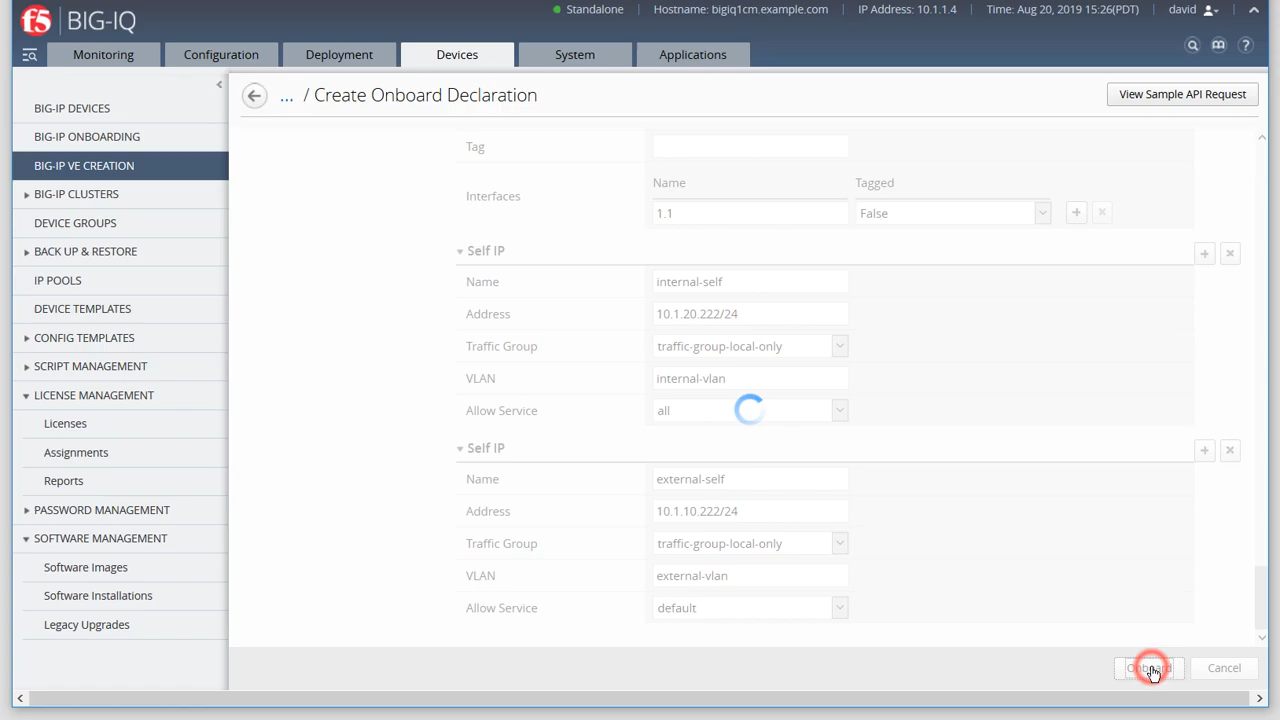 f5 BIG-IQ
Standalone Hostname: bigiq1cm.example.com IP Address: 10.1.1.4 Time: Aug 20, 2019 15:26(PDT) david
Monitoring Configuration Deployment Devices System Applications
... / Create Onboard Declaration
View Sample API Request
BIG-IP DEVICES
BIG-IP ONBOARDING
BIG-IP VE CREATION
BIG-IP CLUSTERS
DEVICE GROUPS
BACK UP & RESTORE
IP POOLS
DEVICE TEMPLATES
CONFIG TEMPLATES
SCRIPT MANAGEMENT
LICENSE MANAGEMENT
Licenses
Assignments
Reports
PASSWORD MANAGEMENT
SOFTWARE MANAGEMENT
Software Images
Software Installations
Legacy Upgrades
Tag
Name Tagged
Interfaces
1.1 False
Self IP
Name internal-self
Address 10.1.20.222/24
Traffic Group traffic-group-local-only
VLAN internal-vlan
Allow Service all
Self IP
Name external-self
Address 10.1.10.222/24
Traffic Group traffic-group-local-only
VLAN external-vlan
Allow Service default
Onboard Cancel